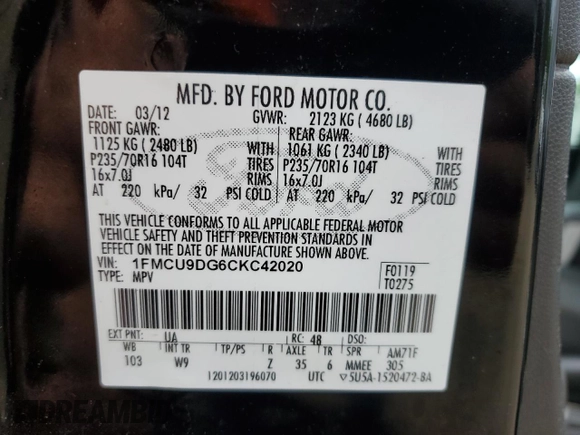 MFD. BY FORD MOTOR CO.
DATE: 03/12 GVWR: 2123 KG ( 4680 LB)
FRONT GAWR: REAR GAWR:
1125 KG ( 2480 LB) 1061 KG ( 2340 LB)
P235/70R16 104T TIRES P235/70R16 104T TIRES
16x7.0J RIMS 16x7.0J RIMS
AT 220 kPa/ 32 PSI COLD AT 220 kPa/ 32 PSI COLD
THIS VEHICLE CONFORMS TO ALL APPLICABLE FEDERAL MOTOR
VEHICLE SAFETY AND THEFT PREVENTION STANDARDS IN
EFFECT ON THE DATE OF MANUFACTURE SHOWN ABOVE.
VIN: 1FMCU9DG6CKC42020 F0119
TYPE: MPV T0275
EXT PNT: UA RC: 48 DSO:
WB INT TR TP/PS R AXLE TR SPR AM71F
103 W9 Z 35 6 MMEE 305
1201203196070 UTC 5U5A-1520472-BA
DREAMBID